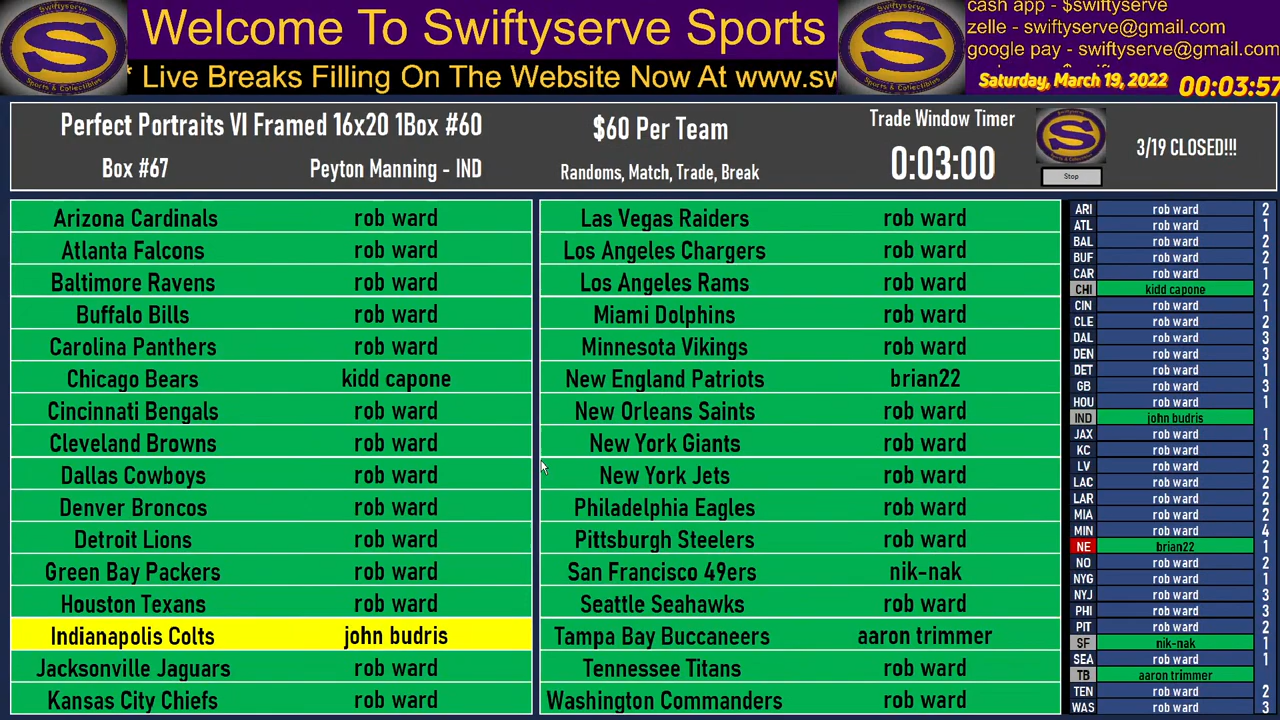 Welcome To Swiftyserve Sports
* Live Breaks Filling On The Website Now At www.sw
cash app - $swiftyserve
zelle - swiftyserve@gmail.com
google pay - swiftyserve@gmail.com
Saturday, March 19, 2022 00:03:57
Perfect Portraits VI Framed 16x20 1Box #60
Box #67 Peyton Manning - IND
$60 Per Team
Randoms, Match, Trade, Break
Trade Window Timer
0:03:00
Stop
3/19 CLOSED!!!
Arizona Cardinals rob ward
Atlanta Falcons rob ward
Baltimore Ravens rob ward
Buffalo Bills rob ward
Carolina Panthers rob ward
Chicago Bears kidd capone
Cincinnati Bengals rob ward
Cleveland Browns rob ward
Dallas Cowboys rob ward
Denver Broncos rob ward
Detroit Lions rob ward
Green Bay Packers rob ward
Houston Texans rob ward
Indianapolis Colts john budris
Jacksonville Jaguars rob ward
Kansas City Chiefs rob ward
Las Vegas Raiders rob ward
Los Angeles Chargers rob ward
Los Angeles Rams rob ward
Miami Dolphins rob ward
Minnesota Vikings rob ward
New England Patriots brian22
New Orleans Saints rob ward
New York Giants rob ward
New York Jets rob ward
Philadelphia Eagles rob ward
Pittsburgh Steelers rob ward
San Francisco 49ers nik-nak
Seattle Seahawks rob ward
Tampa Bay Buccaneers aaron trimmer
Tennessee Titans rob ward
Washington Commanders rob ward
ARI rob ward 2
ATL rob ward 1
BAL rob ward 2
BUF rob ward 2
CAR rob ward 1
CHI kidd capone 2
CIN rob ward 1
CLE rob ward 2
DAL rob ward 3
DEN rob ward 3
DET rob ward 1
GB rob ward 3
HOU rob ward 1
IND john budris
JAX rob ward 1
KC rob ward 3
LV rob ward 2
LAC rob ward 2
LAR rob ward 2
MIA rob ward 2
MIN rob ward 4
NE brian22 1
NO rob ward 2
NYG rob ward 1
NYJ rob ward 3
PHI rob ward 3
PIT rob ward 2
SF nik-nak 1
SEA rob ward 1
TB aaron trimmer
TEN rob ward 2
WAS rob ward 3